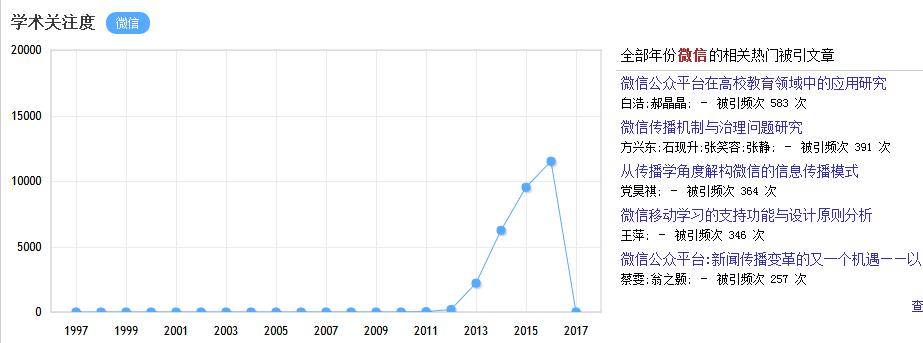 学术关注度 微信
20000
15000
10000
5000
0
1997 1999 2001 2003 2005 2007 2009 2011 2013 2015 2017
全部年份微信的相关热门被引文章
微信公众平台在高校教育领域中的应用研究
白浩;郝晶晶; - 被引频次 583 次
微信传播机制与治理问题研究
方兴东;石现升;张笑容;张静; - 被引频次 391 次
从传播学角度解构微信的信息传播模式
党昊祺; - 被引频次 364 次
微信移动学习的支持功能与设计原则分析
王萍; - 被引频次 346 次
微信公众平台:新闻传播变革的又一个机遇——以
蔡雯;翁之颢; - 被引频次 257 次
查